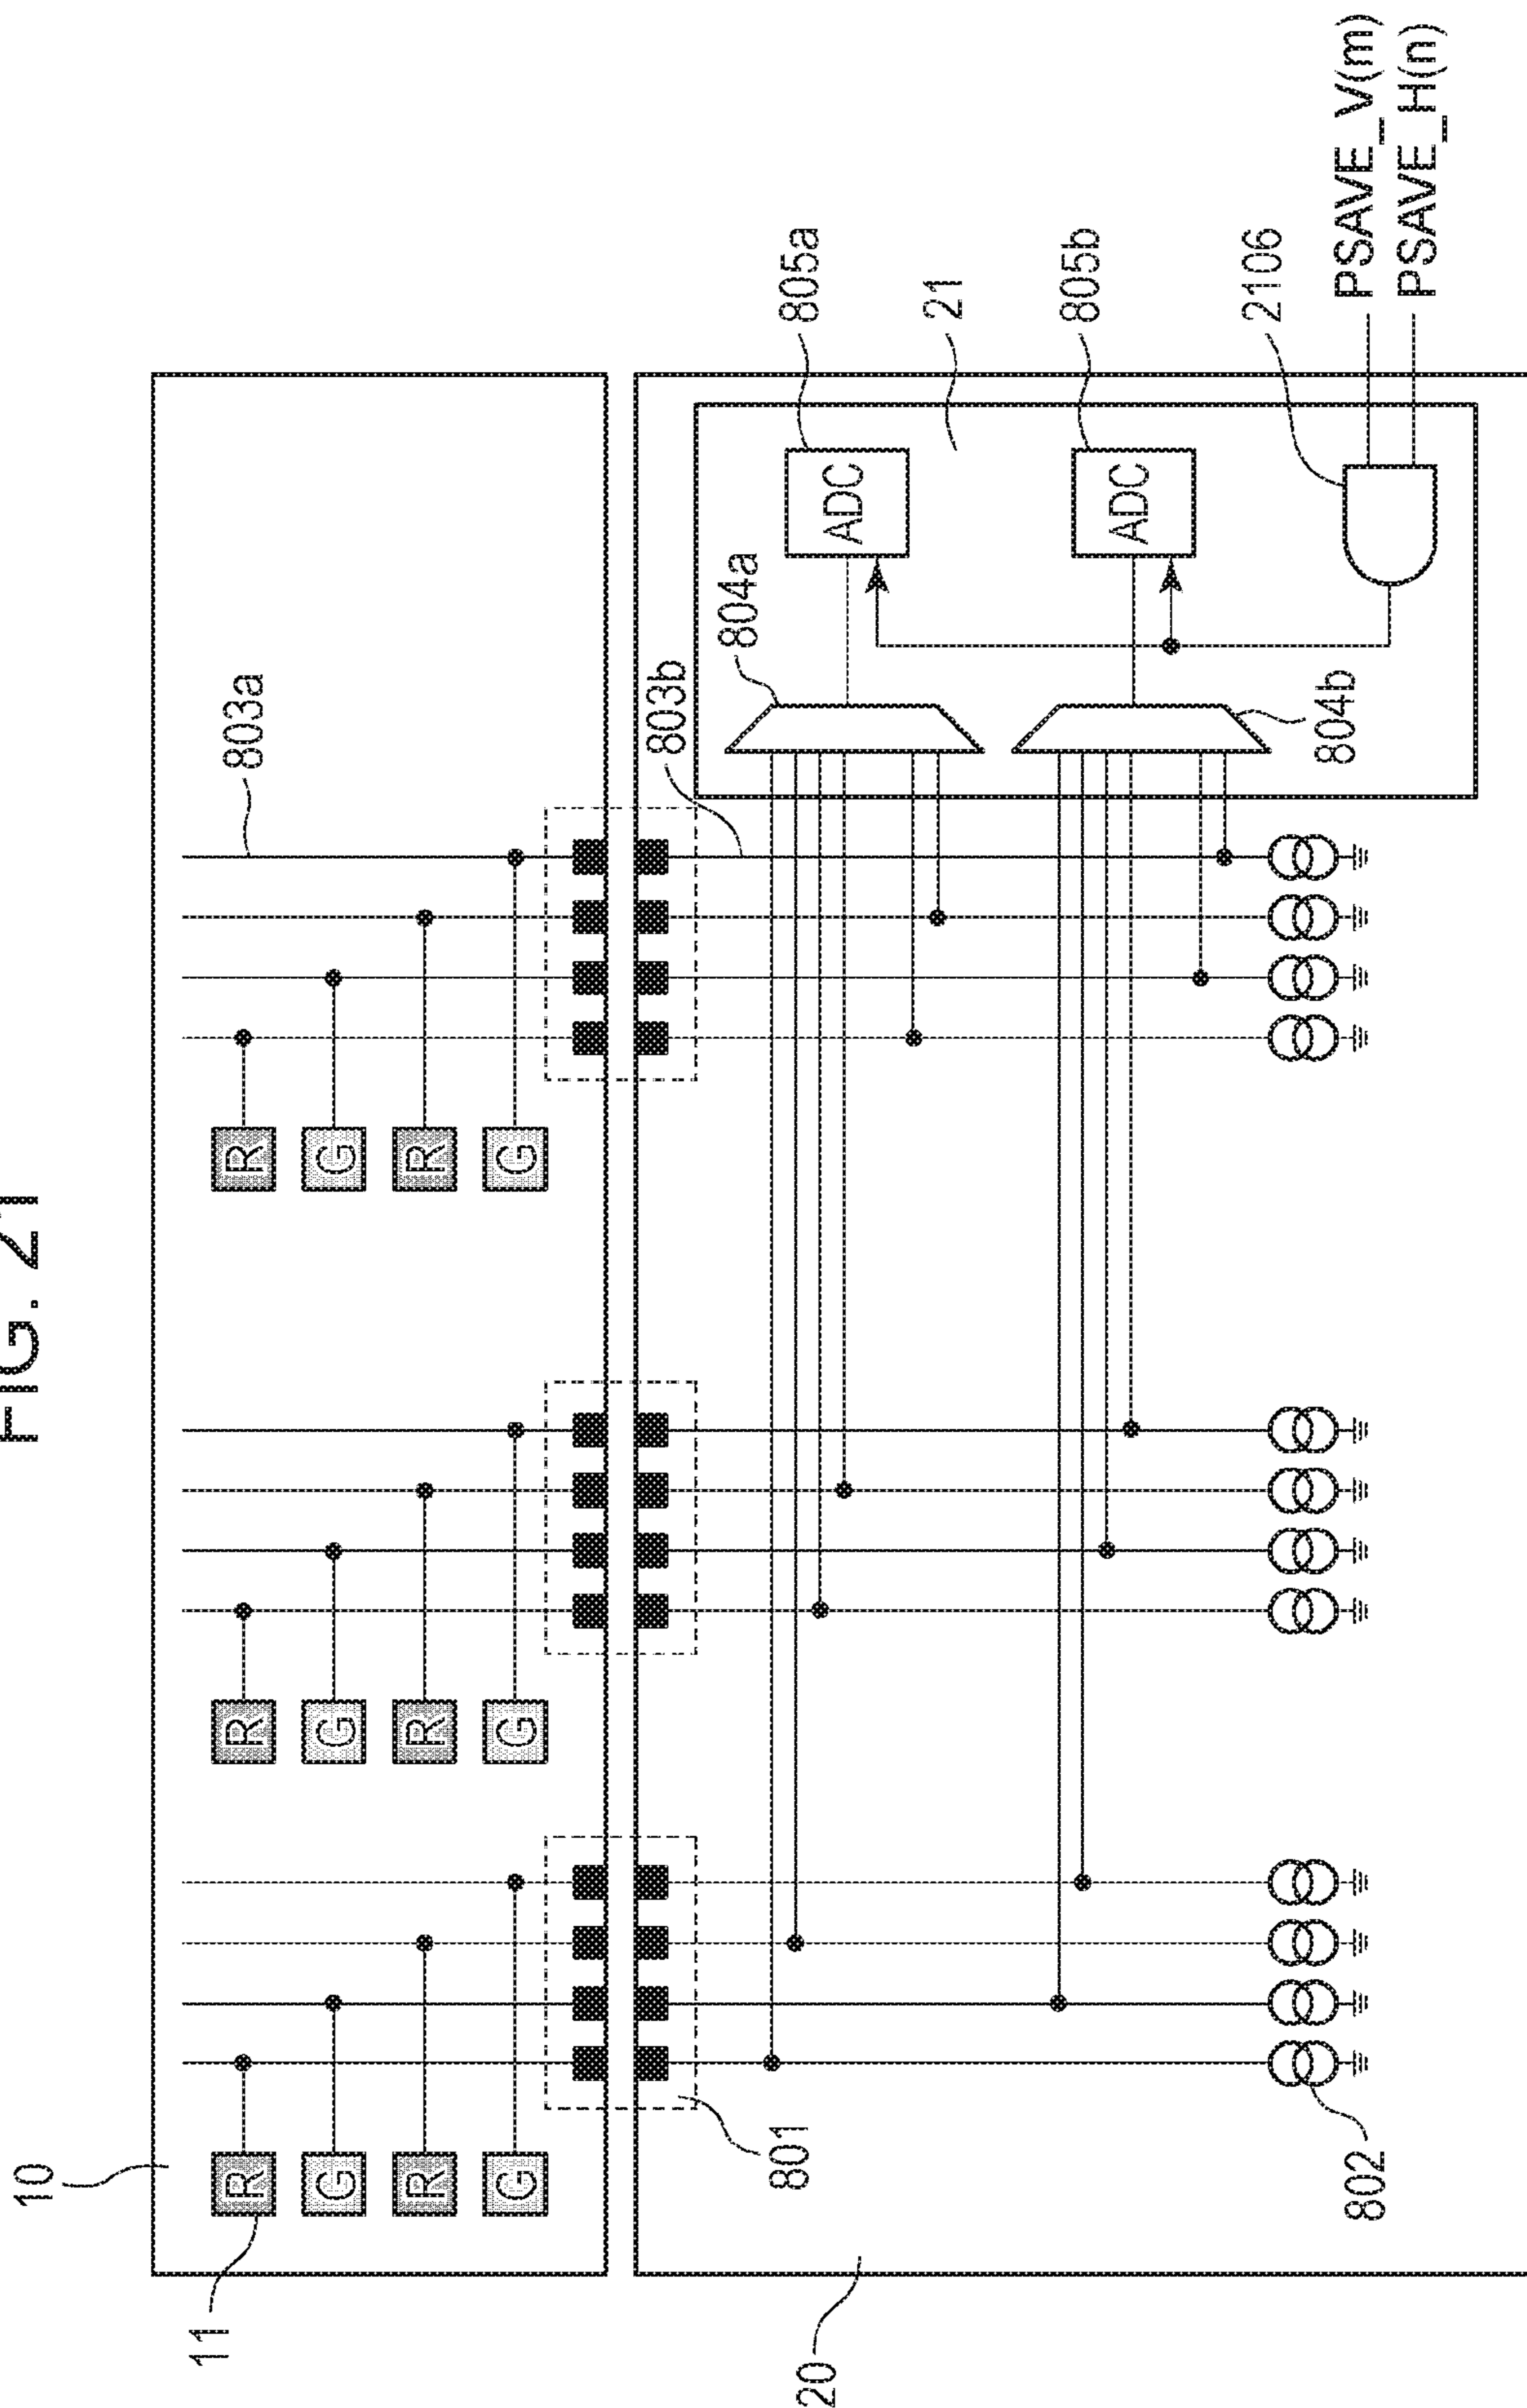 FIG. 21
10
11
R
G
R
G
R
G
R
G
R
G
R
G
803a
801
803b
20
802
804a
804b
ADC
805a
21
ADC
805b
2106
PSAVE_V(m)
PSAVE_H(n)